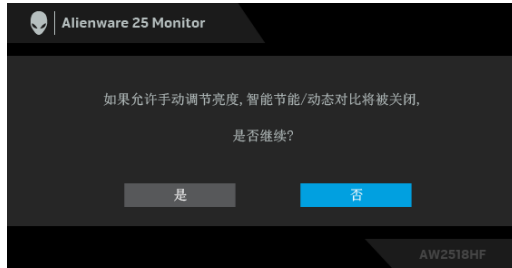 Alienware 25 Monitor
如果允许手动调节亮度, 智能节能/动态对比将被关闭,
是否继续?
是 否
AW2518HF